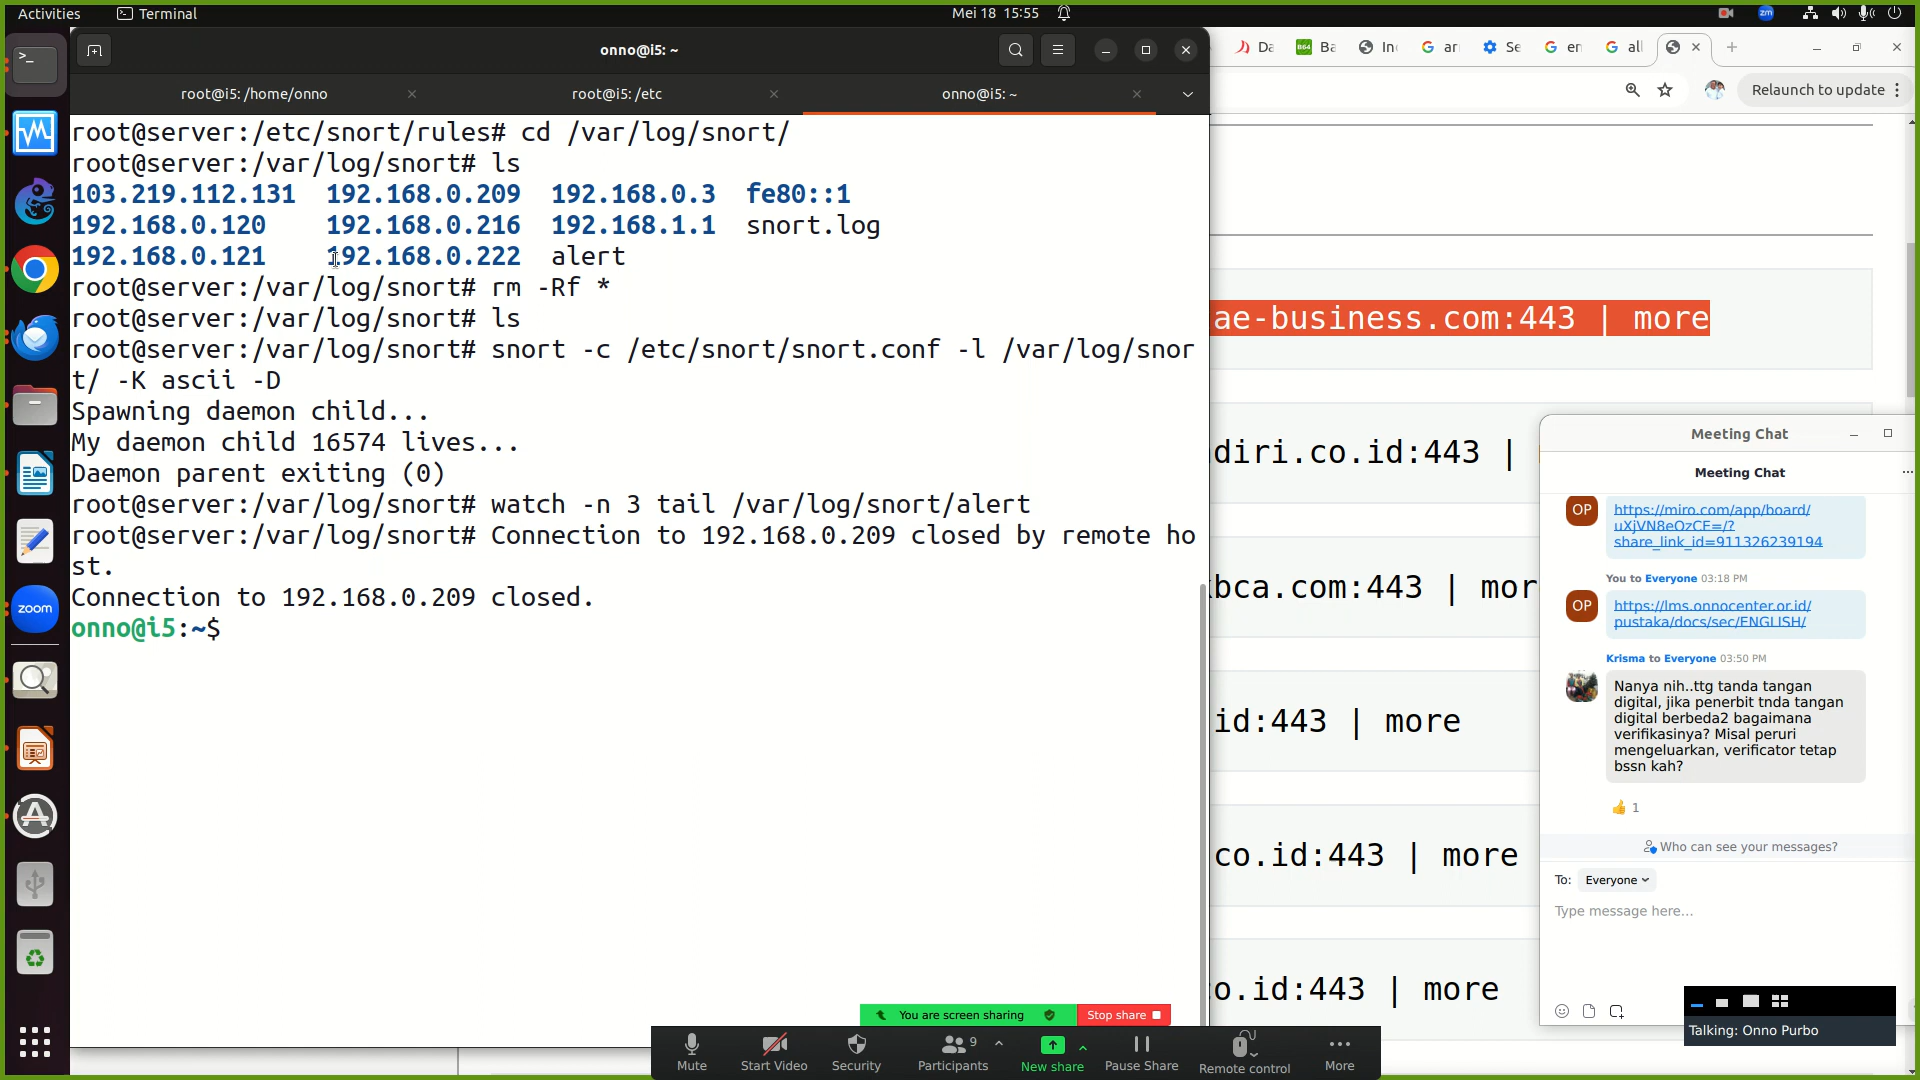 Activities
Terminal
Mei 18 15:55
zm
onno@i5: ~
root@i5: /home/onno
root@i5: /etc
onno@i5: ~
root@server:/etc/snort/rules# cd /var/log/snort/
root@server:/var/log/snort# ls
103.219.112.131 192.168.0.209 192.168.0.3 fe80::1
192.168.0.120 192.168.0.216 192.168.1.1 snort.log
192.168.0.121 192.168.0.222 alert
root@server:/var/log/snort# rm -Rf *
root@server:/var/log/snort# ls
root@server:/var/log/snort# snort -c /etc/snort/snort.conf -l /var/log/snor
t/ -K ascii -D
Spawning daemon child...
My daemon child 16574 lives...
Daemon parent exiting (0)
root@server:/var/log/snort# watch -n 3 tail /var/log/snort/alert
root@server:/var/log/snort# Connection to 192.168.0.209 closed by remote ho
st.
Connection to 192.168.0.209 closed.
onno@i5:~$
Da
B64
Ba
In
ar
Se
en
all
Relaunch to update
ae-business.com:443 | more
diri.co.id:443 |
bca.com:443 | mor
id:443 | more
co.id:443 | more
o.id:443 | more
Meeting Chat
Meeting Chat
OP
https://miro.com/app/board/
uXjVN8eOzCE=/?
share_link_id=911326239194
You to Everyone 03:18 PM
OP
https://lms.onnocenter.or.id/
pustaka/docs/sec/ENGLISH/
Krisma to Everyone 03:50 PM
Nanya nih..ttg tanda tangan
digital, jika penerbit tnda tangan
digital berbeda2 bagaimana
verifikasinya? Misal peruri
mengeluarkan, verificator tetap
bssn kah?
1
Who can see your messages?
To: Everyone
Type message here...
Talking: Onno Purbo
zoom
You are screen sharing
Stop share
Mute
Start Video
Security
9
Participants
New share
Pause Share
Remote control
More